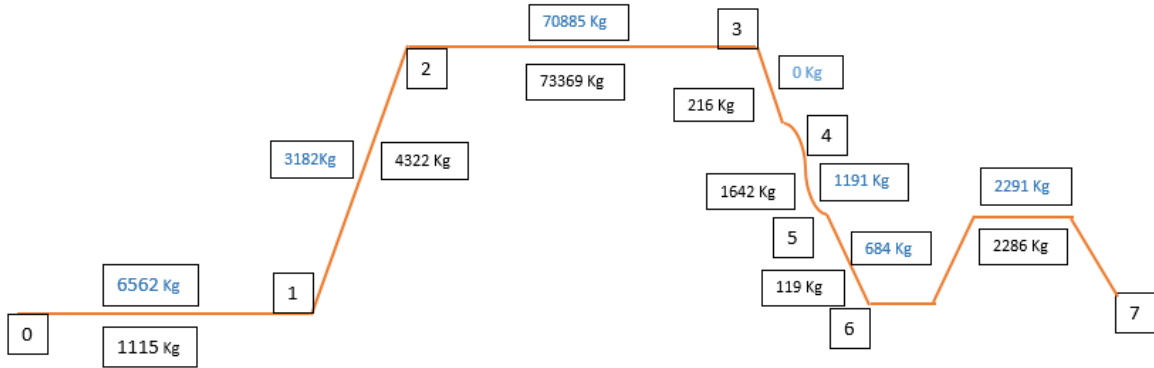 70885 Kg
3
2
73369 Kg
0 Kg
216 Kg
4
3182Kg
4322 Kg
1642 Kg
1191 Kg
2291 Kg
5
684 Kg
2286 Kg
6562 Kg
1
119 Kg
0
1115 Kg
6
7